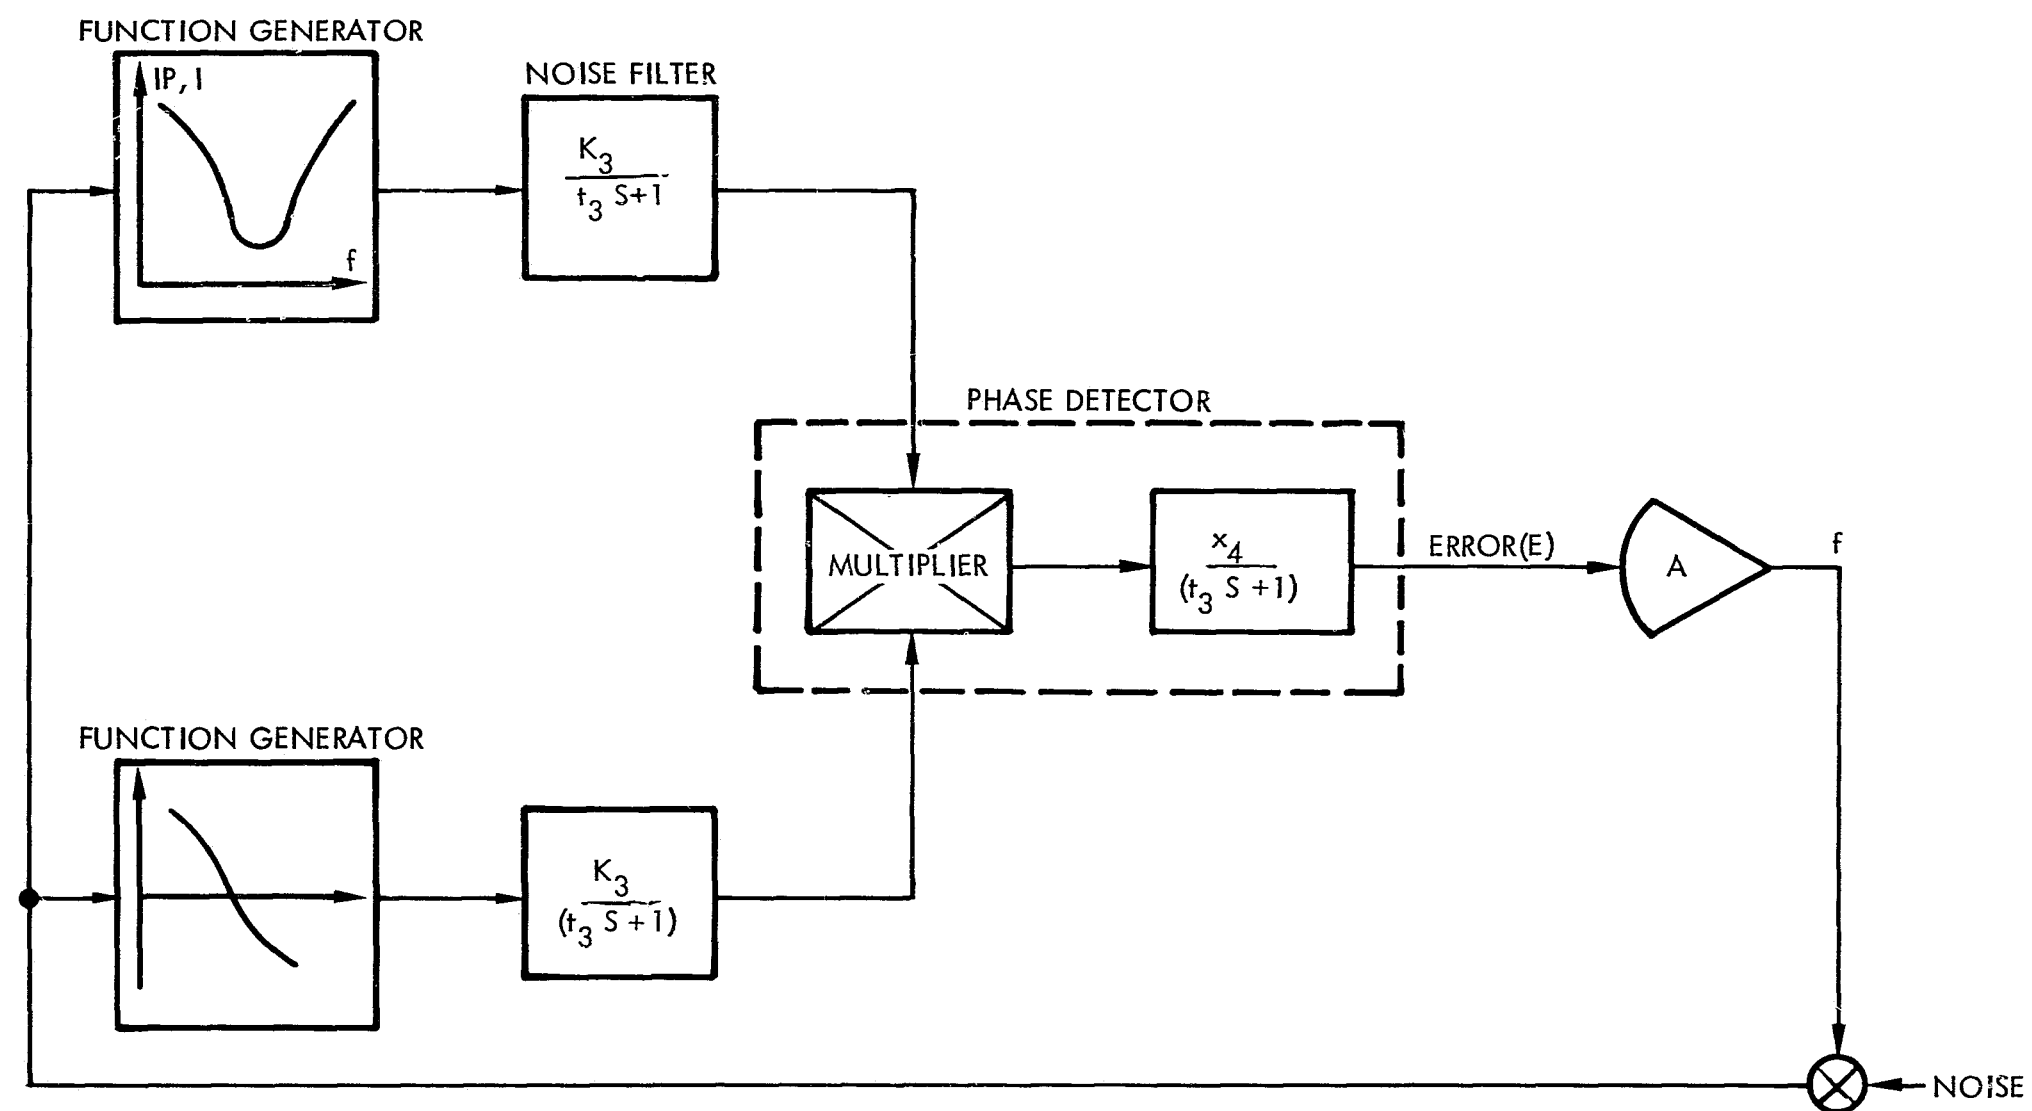 FUNCTION GENERATOR
IP, I
f
NOISE FILTER
K3
t3 S+1
PHASE DETECTOR
MULTIPLIER
x4
(t3 S +1)
ERROR(E)
A
f
FUNCTION GENERATOR
K3
(t3 S +1)
NOISE